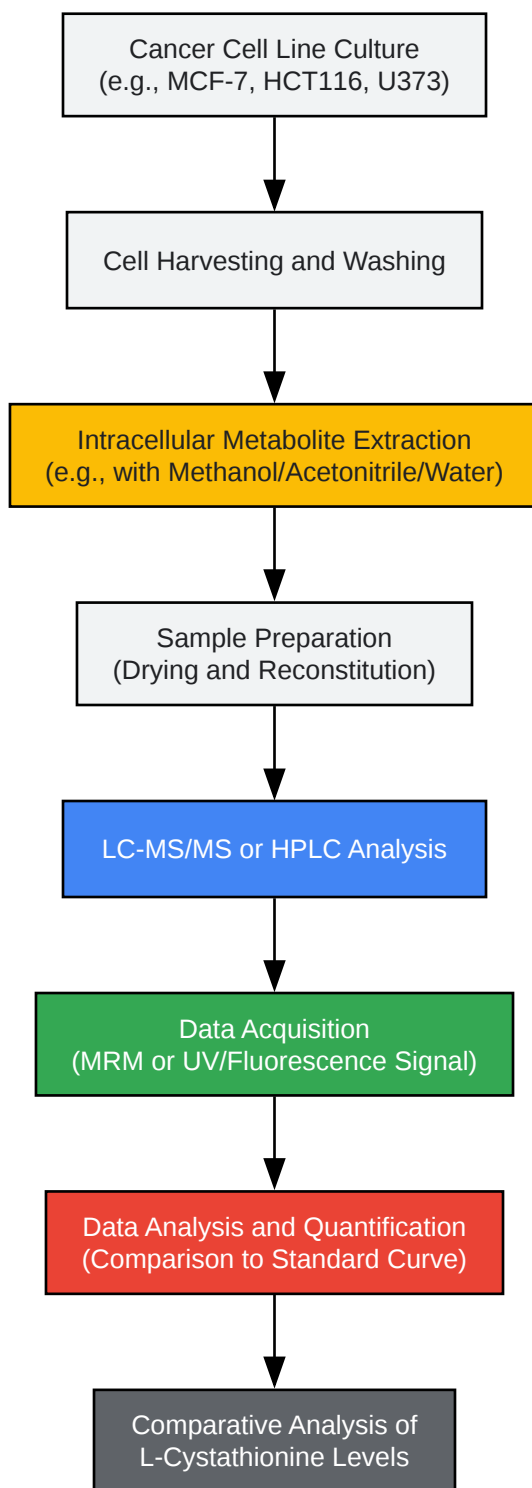 Cancer Cell Line Culture
(e.g., MCF-7, HCT116, U373)
Cell Harvesting and Washing
Intracellular Metabolite Extraction
(e.g., with Methanol/Acetonitrile/Water)
Sample Preparation
(Drying and Reconstitution)
LC-MS/MS or HPLC Analysis
Data Acquisition
(MRM or UV/Fluorescence Signal)
Data Analysis and Quantification
(Comparison to Standard Curve)
Comparative Analysis of
L-Cystathionine Levels